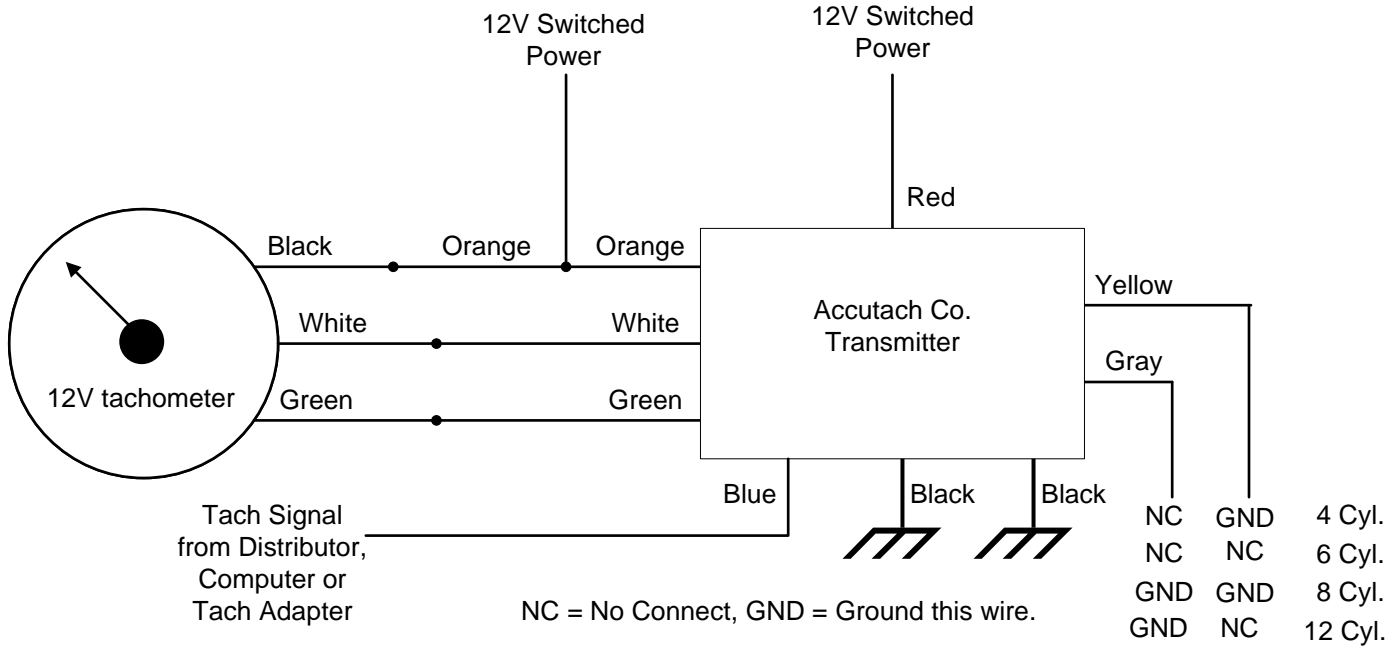 12V Switched
Power
12V Switched
Power
Red
Black
Orange
Orange
White
White
Green
Green
12V tachometer
Accutach Co.
Transmitter
Yellow
Gray
Blue
Black
Black
Tach Signal
from Distributor,
Computer or
Tach Adapter
NC GND 4 Cyl.
NC NC 6 Cyl.
GND GND 8 Cyl.
GND NC 12 Cyl.
NC = No Connect, GND = Ground this wire.